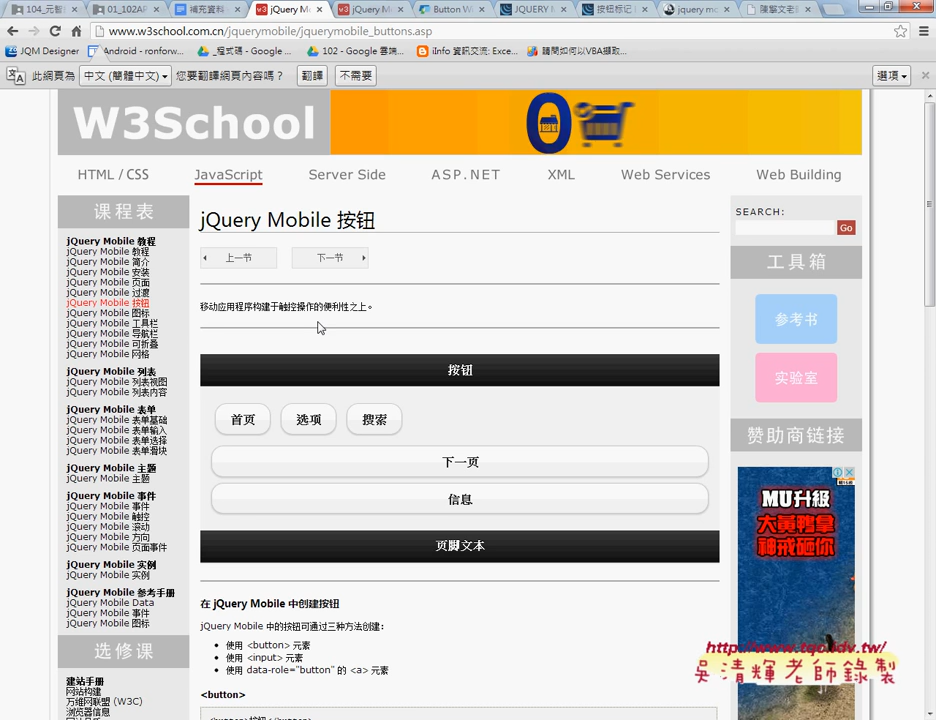 104_元智
01_102AP
補充資料
jQuery M
jQuery M
Button W
JQUERY M
按钮标记
jquery mo
陳擎文老
www.w3school.com.cn/jquerymobile/jquerymobile_buttons.asp
JQM Designer
Android - ronforw...
_程式碼 - Google ...
102 - Google 雲端...
iInfo 資訊交流: Exce...
請問如何以VBA擷取...
此網頁為
中文 (簡體中文)
您要翻譯網頁內容嗎？
翻譯
不需要
選項
W3School
HTML / CSS
JavaScript
Server Side
ASP.NET
XML
Web Services
Web Building
课程表
jQuery Mobile 教程
jQuery Mobile 教程
jQuery Mobile 简介
jQuery Mobile 安装
jQuery Mobile 页面
jQuery Mobile 过渡
jQuery Mobile 按钮
jQuery Mobile 图标
jQuery Mobile 工具栏
jQuery Mobile 导航栏
jQuery Mobile 可折叠
jQuery Mobile 网格
jQuery Mobile 列表
jQuery Mobile 列表视图
jQuery Mobile 列表内容
jQuery Mobile 表单
jQuery Mobile 表单基础
jQuery Mobile 表单输入
jQuery Mobile 表单选择
jQuery Mobile 表单滑块
jQuery Mobile 主题
jQuery Mobile 主题
jQuery Mobile 事件
jQuery Mobile 事件
jQuery Mobile 触控
jQuery Mobile 滚动
jQuery Mobile 方向
jQuery Mobile 页面事件
jQuery Mobile 实例
jQuery Mobile 实例
jQuery Mobile 参考手册
jQuery Mobile Data
jQuery Mobile 事件
jQuery Mobile 图标
选修课
建站手册
网站构建
万维网联盟 (W3C)
浏览器信息
jQuery Mobile 按钮
上一节
下一节
移动应用程序构建于触控操作的便利性之上。
按钮
首页
选项
搜索
下一页
信息
页脚文本
在 jQuery Mobile 中创建按钮
jQuery Mobile 中的按钮可通过三种方法创建：
使用 <button> 元素
使用 <input> 元素
使用 data-role="button" 的 <a> 元素
<button>
<button>按钮</button>
SEARCH:
Go
工具箱
参考书
实验室
赞助商链接
MU升級
大黃鴨拿
神戒砸你
http://www.tqo.idv.tw/
吳清輝老師錄製